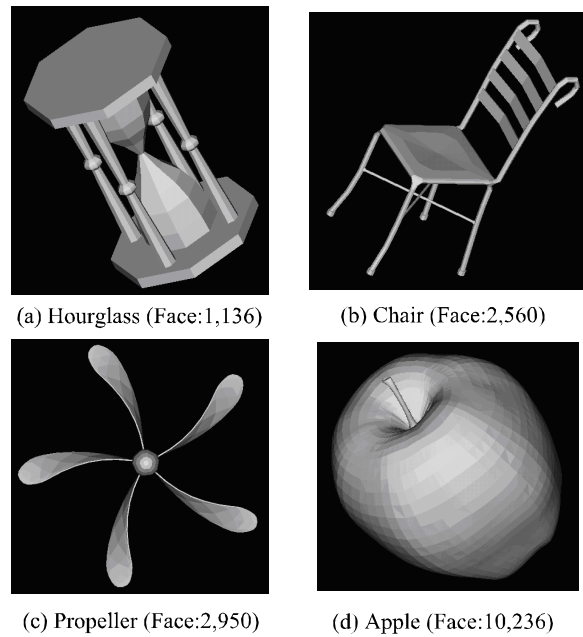 (a) Hourglass (Face:1,136)
(b) Chair (Face:2,560)
(c) Propeller (Face:2,950)
(d) Apple (Face:10,236)